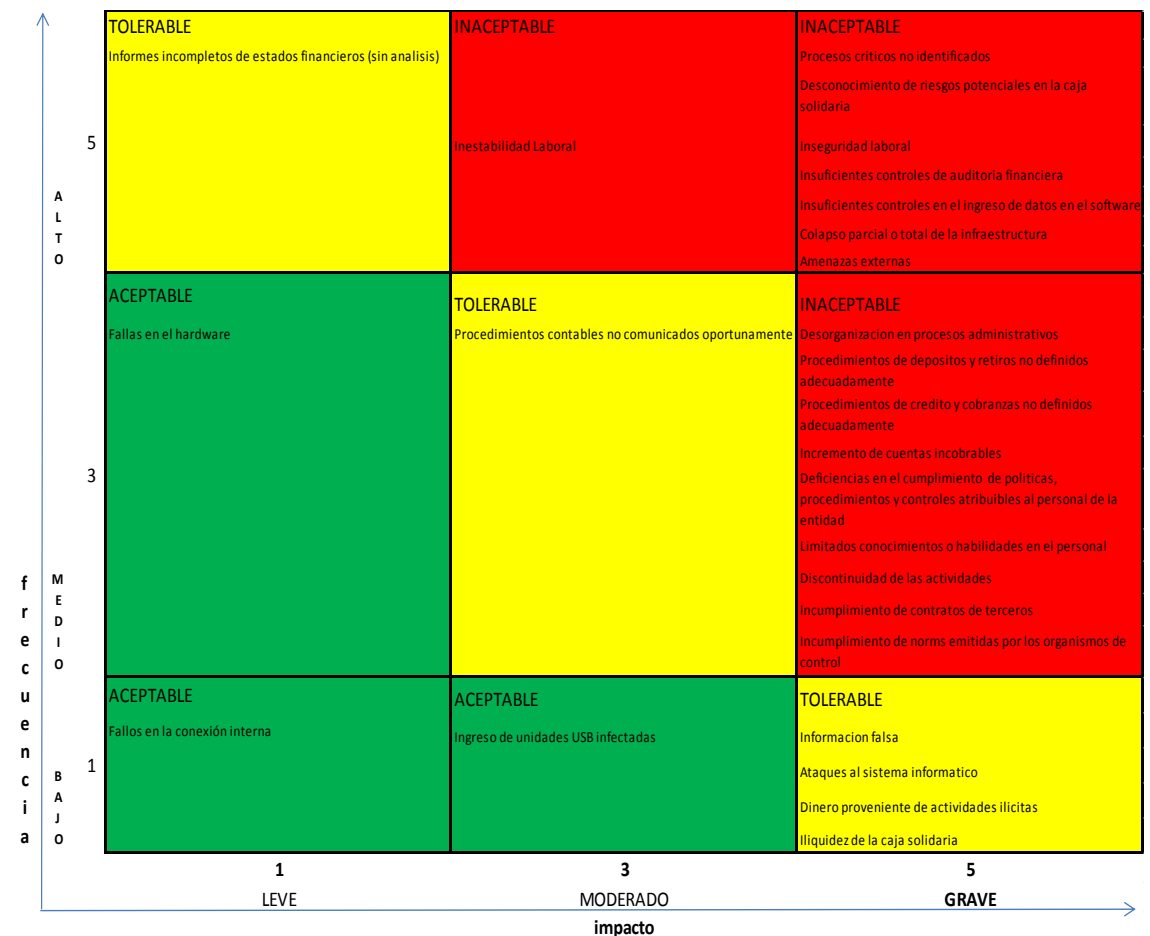 TOLERABLE
Informes incompletos de estados financieros (sin analisis)
INACEPTABLE
Inestabilidad Laboral
INACEPTABLE
Procesos criticos no identificados
Desconocimiento de riesgos potenciales en la caja
solidaria
Inseguridad laboral
Insuficientes controles de auditoria financiera
Insuficientes controles en el ingreso de datos en el software
Colapso parcial o total de la infraestructura
Amenazas externas
5
ALTO
ACEPTABLE
Fallas en el hardware
TOLERABLE
Procedimientos contables no comunicados oportunamente
INACEPTABLE
Desorganizacion en procesos administrativos
Procedimientos de depositos y retiros no definidos
adecuadamente
Procedimientos de credito y cobranzas no definidos
adecuadamente
Incremento de cuentas incobrables
Deficiencias en el cumplimiento de politicas,
procedimientos y controles atribuibles al personal de la
entidad
Limitados conocimientos o habilidades en el personal
Discontinuidad de las actividades
Incumplimiento de contratos de terceros
Incumplimiento de norms emitidas por los organismos de
control
3
MEDIO
frecuencia
ACEPTABLE
Fallos en la conexión interna
ACEPTABLE
Ingreso de unidades USB infectadas
TOLERABLE
Informacion falsa
Ataques al sistema informatico
Dinero proveniente de actividades ilicitas
Iliquidez de la caja solidaria
1
BAJO
1
3
5
LEVE
MODERADO
GRAVE
impacto